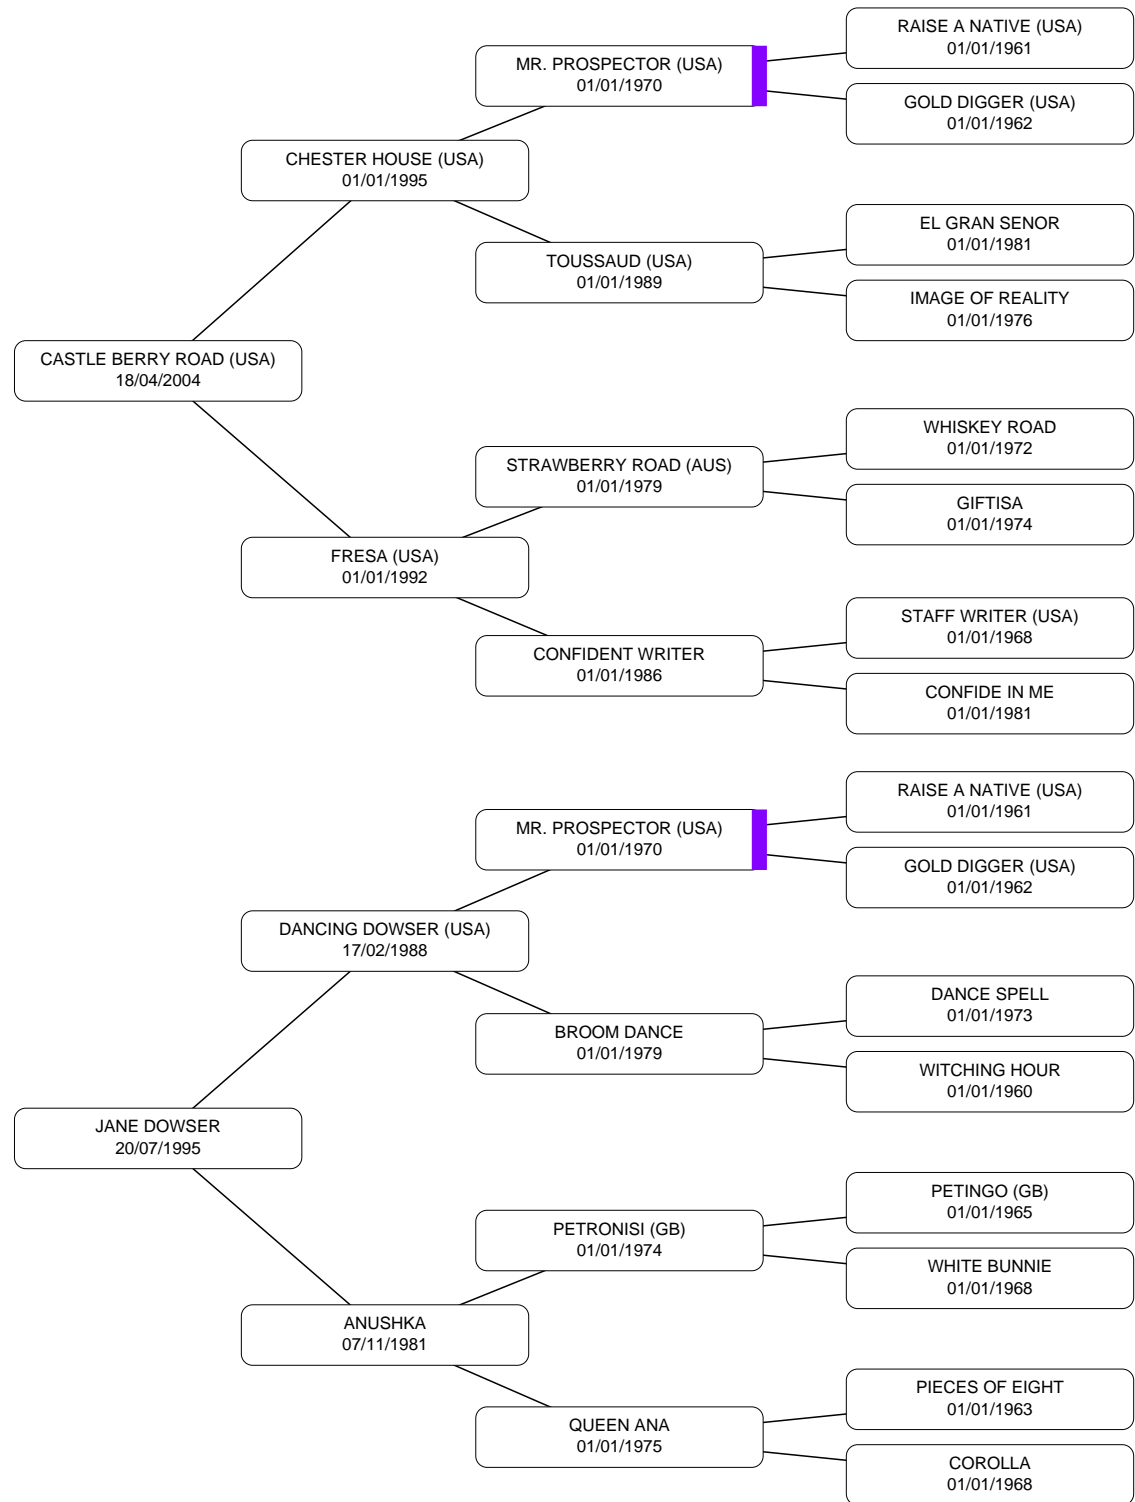 RAISE A NATIVE (USA)
01/01/1961
MR. PROSPECTOR (USA)
01/01/1970
GOLD DIGGER (USA)
01/01/1962
CHESTER HOUSE (USA)
01/01/1995
EL GRAN SENOR
01/01/1981
TOUSSAUD (USA)
01/01/1989
IMAGE OF REALITY
01/01/1976
CASTLE BERRY ROAD (USA)
18/04/2004
WHISKEY ROAD
01/01/1972
STRAWBERRY ROAD (AUS)
01/01/1979
GIFTISA
01/01/1974
FRESA (USA)
01/01/1992
STAFF WRITER (USA)
01/01/1968
CONFIDENT WRITER
01/01/1986
CONFIDE IN ME
01/01/1981
RAISE A NATIVE (USA)
01/01/1961
MR. PROSPECTOR (USA)
01/01/1970
GOLD DIGGER (USA)
01/01/1962
DANCING DOWSER (USA)
17/02/1988
DANCE SPELL
01/01/1973
BROOM DANCE
01/01/1979
WITCHING HOUR
01/01/1960
JANE DOWSER
20/07/1995
PETINGO (GB)
01/01/1965
PETRONISI (GB)
01/01/1974
WHITE BUNNIE
01/01/1968
ANUSHKA
07/11/1981
PIECES OF EIGHT
01/01/1963
QUEEN ANA
01/01/1975
COROLLA
01/01/1968